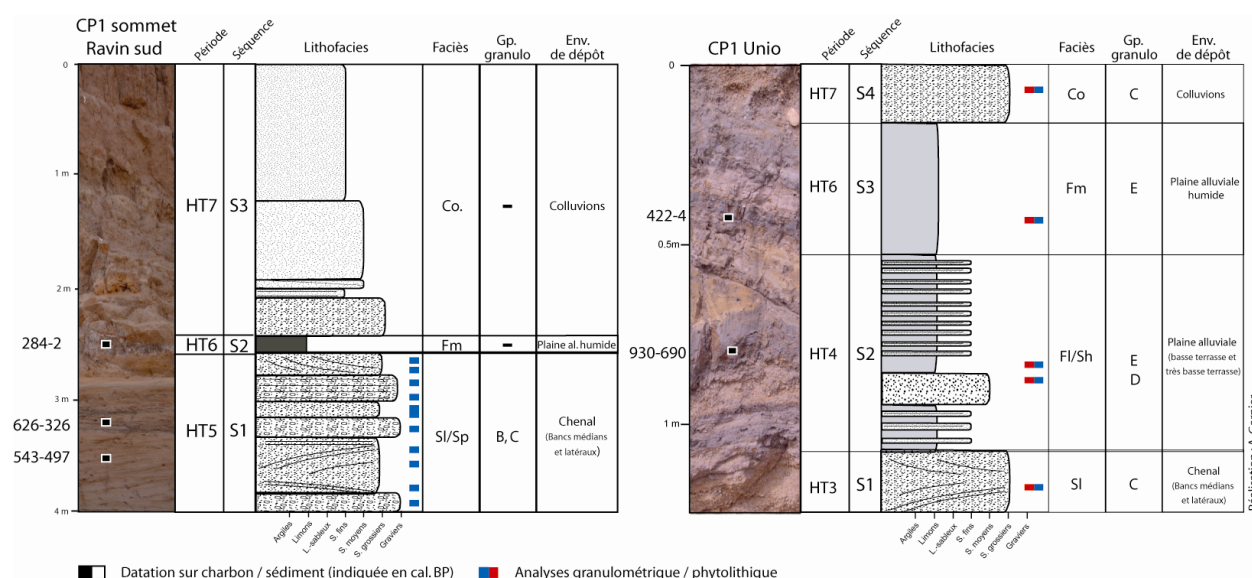 CP1 sommet
Ravin sud
Période
Séquence
Lithofacies
Faciès
Gp.
granulo
Env.
de dépôt
0
1 m
2 m
3 m
4 m
284-2
626-326
543-497
HT7
S3
Co.
-
Colluvions
HT6
S2
Fm
-
Plaine al. humide
HT5
S1
Sl/Sp
B, C
Chenal
(Bancs médians
et latéraux)
Argiles
Limons
L.-sableux
S. fins
S. moyens
S. grossiers
Graviers
CP1 Unio
Période
Séquence
Lithofacies
Faciès
Gp.
granulo
Env.
de dépôt
0
0.5m
1 m
422-4
930-690
HT7
S4
Co
C
Colluvions
HT6
S3
Fm
E
Plaine alluviale
humide
HT4
S2
Fl/Sh
E
D
Plaine alluviale
(basse terrasse et
très basse terrasse)
HT3
S1
Sl
C
Chenal
(Bancs médians
et latéraux)
Argiles
Limons
L.-sableux
S. fins
S. moyens
S. grossiers
Graviers
Datation sur charbon / sédiment (indiquée en cal. BP)
Analyses granulométrique / phytolithique